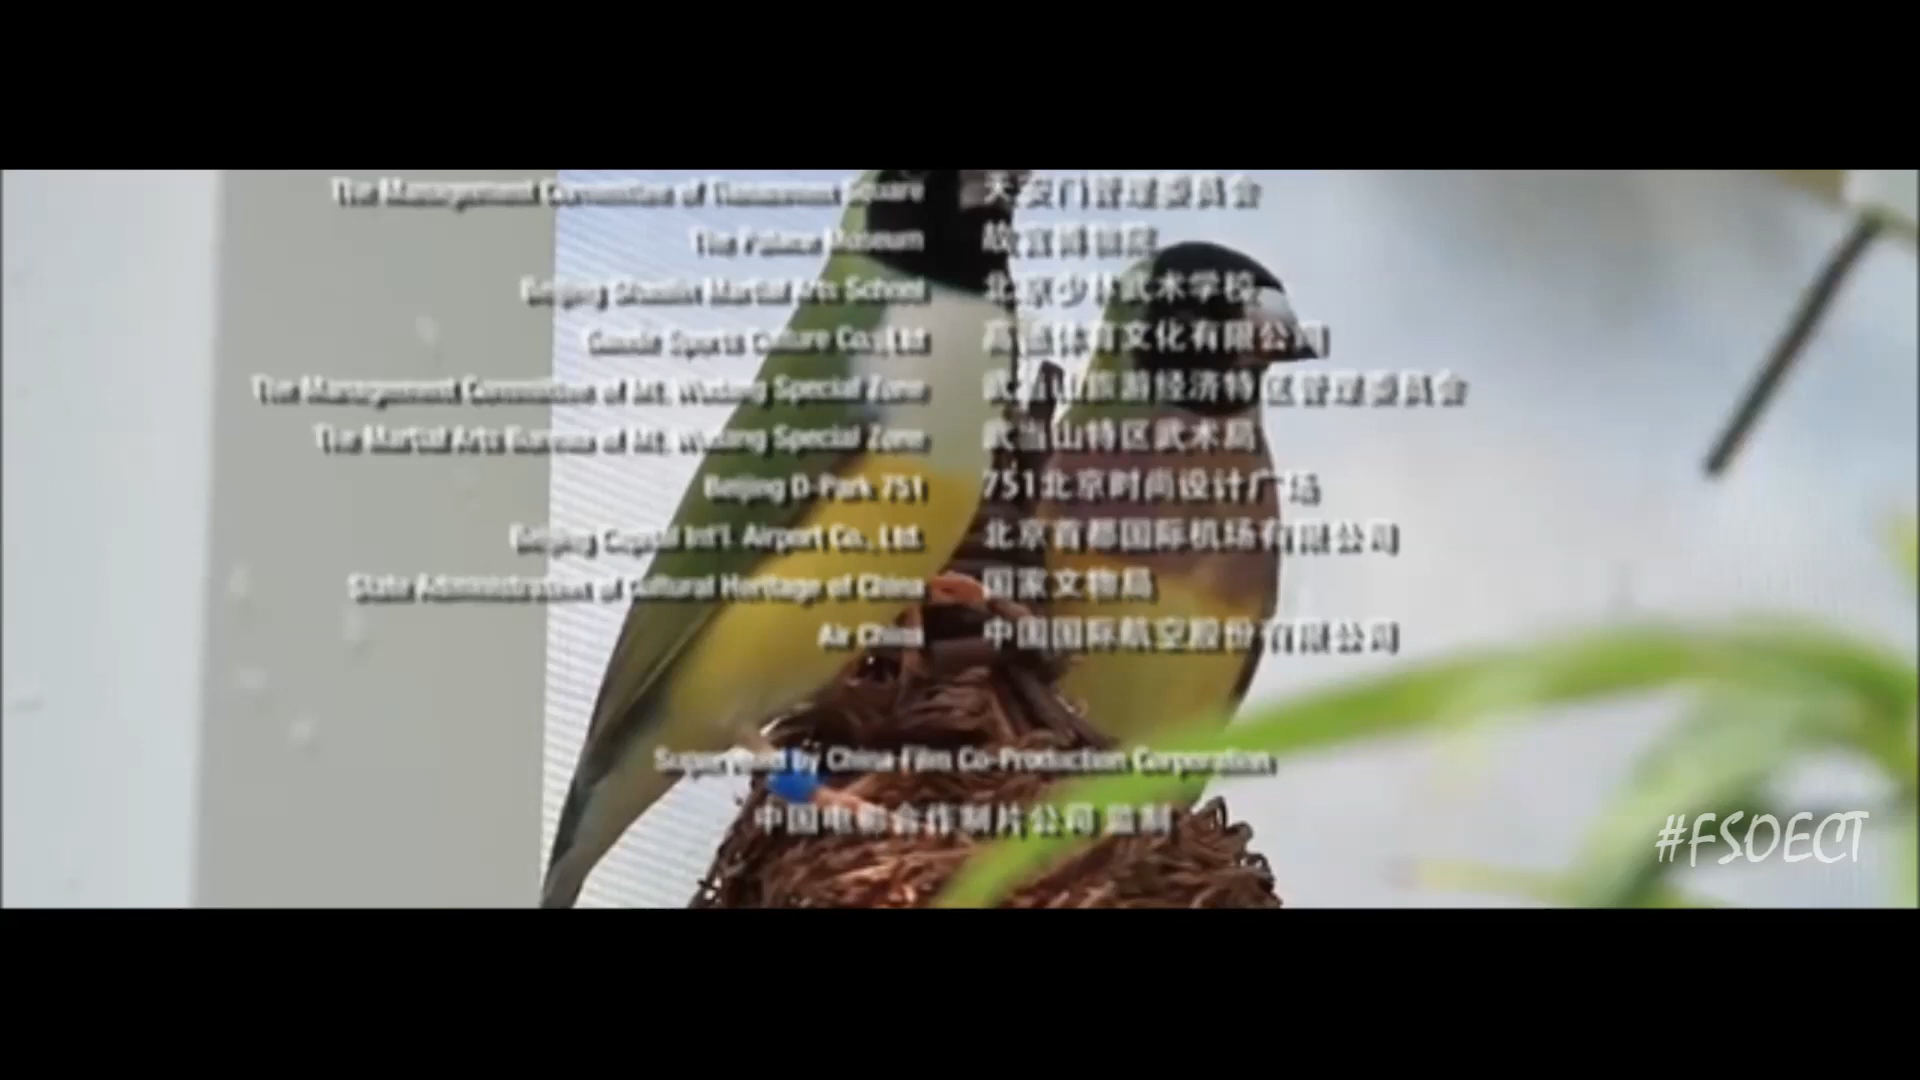 The Management Committee of Tiananmen Square 天安门管理委员会
The Palace Museum 故宫博物院
Beijing Shaolin Martial Arts School 北京少林武术学校
Sports Culture Co., Ltd 体育文化有限公司
The Management Committee of Mt. Wudang Special Zone 武当山旅游经济特区管理委员会
The Martial Arts Bureau of Mt. Wudang Special Zone 武当山特区武术局
Beijing D-Park 751 751北京时尚设计广场
Beijing Capital Int'l. Airport Co., Ltd. 北京首都国际机场有限公司
State Administration of Cultural Heritage of China 国家文物局
Air China 中国国际航空股份有限公司
Supervised by China Film Co-Production Corporation
中国电影合作制片公司 监制
#FSOECT